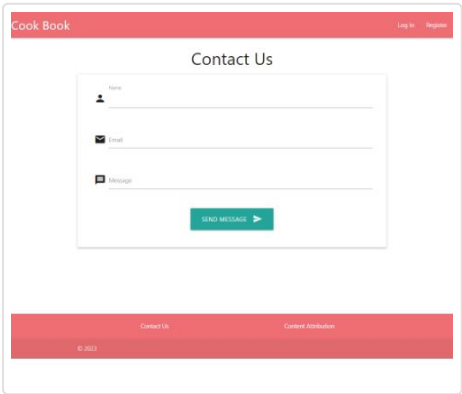 Cook Book
Log In Register
Contact Us
Name
Email
Message
SEND MESSAGE
Contact Us Content Attribution
© 2023